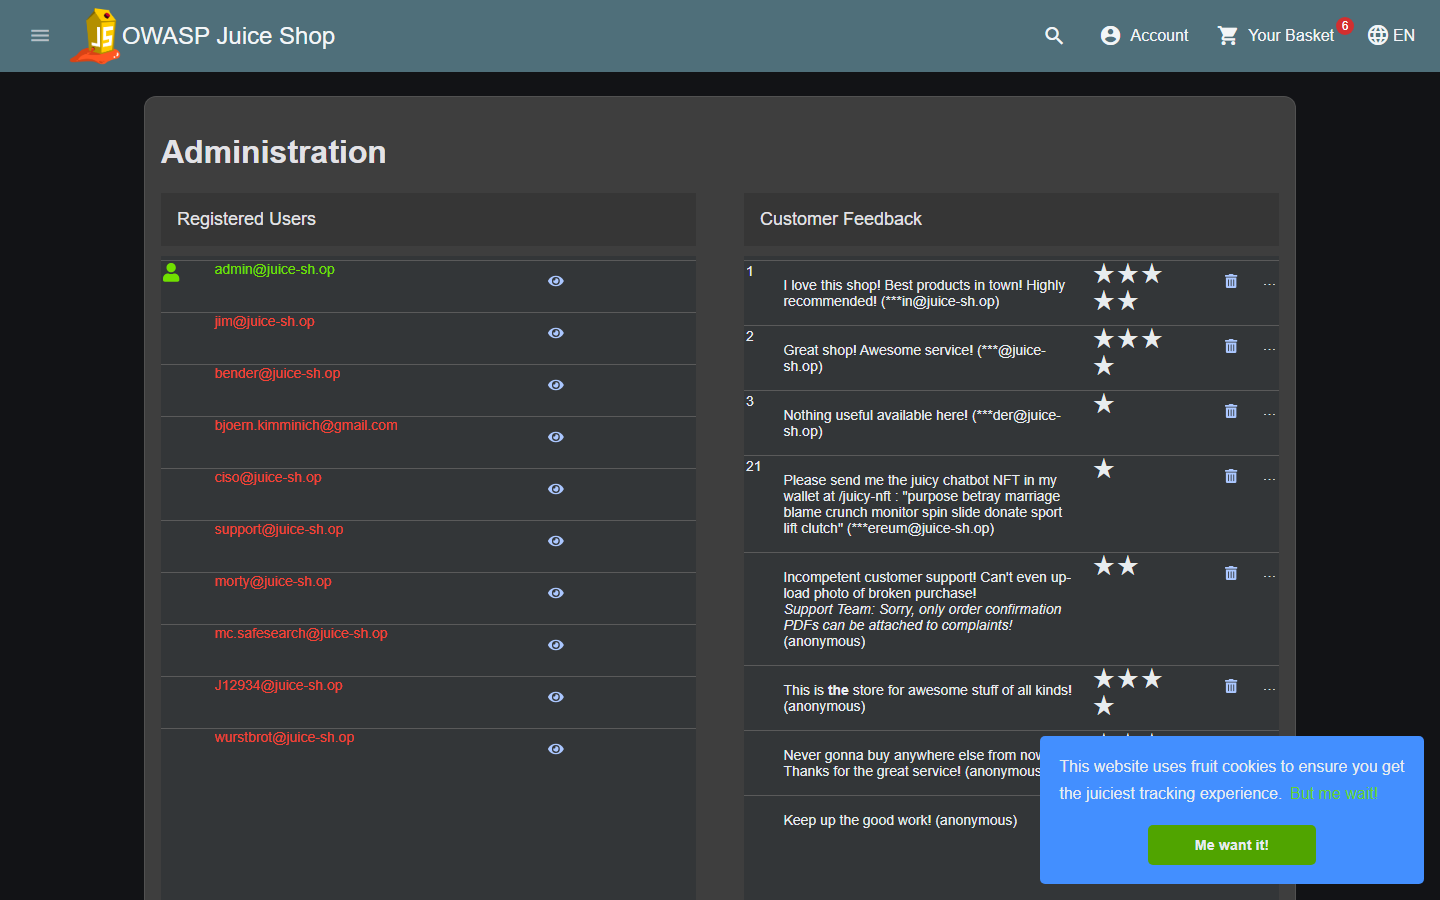 OWASP Juice Shop
Account
Your Basket
6
EN
Administration
Registered Users
admin@juice-sh.op
jim@juice-sh.op
bender@juice-sh.op
bjoern.kimminich@gmail.com
ciso@juice-sh.op
support@juice-sh.op
morty@juice-sh.op
mc.safesearch@juice-sh.op
J12934@juice-sh.op
wurstbrot@juice-sh.op
Customer Feedback
1
I love this shop! Best products in town! Highly
recommended! (***in@juice-sh.op)
...
2
Great shop! Awesome service! (***@juice-
sh.op)
...
3
Nothing useful available here! (***der@juice-
sh.op)
...
21
Please send me the juicy chatbot NFT in my
wallet at /juicy-nft : "purpose betray marriage
blame crunch monitor spin slide donate sport
lift clutch" (***ereum@juice-sh.op)
...
Incompetent customer support! Can't even up-
load photo of broken purchase!
Support Team: Sorry, only order confirmation
PDFs can be attached to complaints!
(anonymous)
...
This is the store for awesome stuff of all kinds!
(anonymous)
...
Never gonna buy anywhere else from
Thanks for the great service! (anonymous
Keep up the good work! (anonymous)
This website uses fruit cookies to ensure you get
the juiciest tracking experience. But me wait!
Me want it!